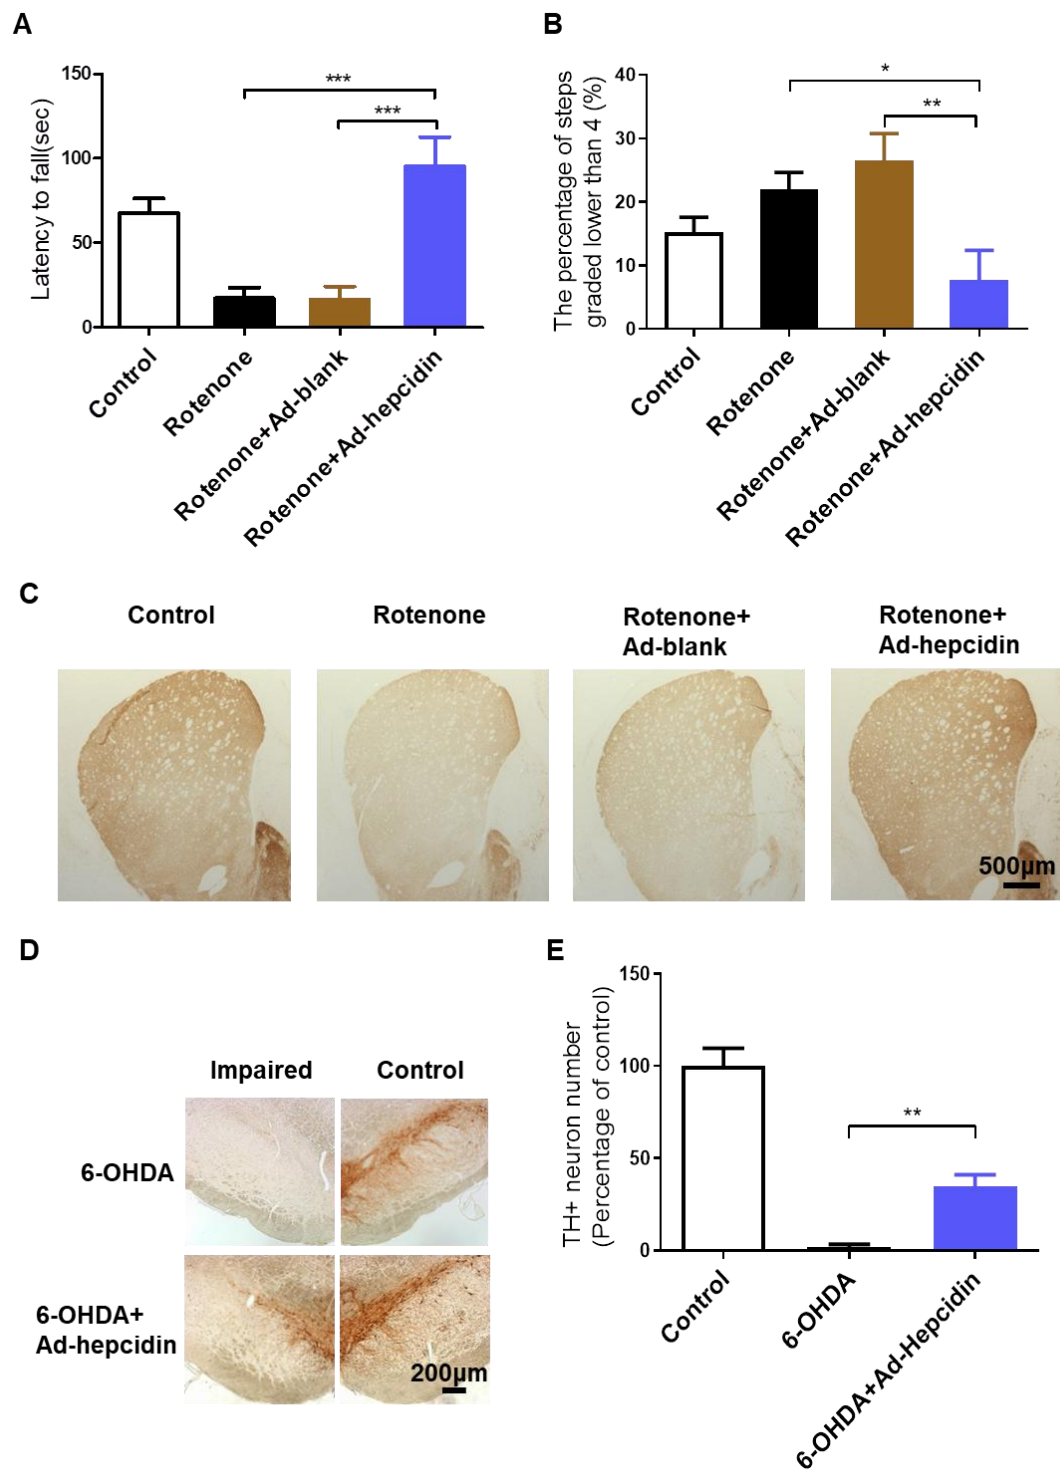 A
Latency to fall(sec)
150
100
50
0
***
***
Control
Rotenone
Rotenone+Ad-blank
Rotenone+Ad-hepcidin
B
The percentage of steps
graded lower than 4 (%)
40
30
20
10
0
*
**
Control
Rotenone
Rotenone+Ad-blank
Rotenone+Ad-hepcidin
C
Control
Rotenone
Rotenone+
Ad-blank
Rotenone+
Ad-hepcidin
500μm
D
Impaired
Control
6-OHDA
6-OHDA+
Ad-hepcidin
200μm
E
TH+ neuron number
(Percentage of control)
150
100
50
0
**
Control
6-OHDA
6-OHDA+Ad-Hepcidin